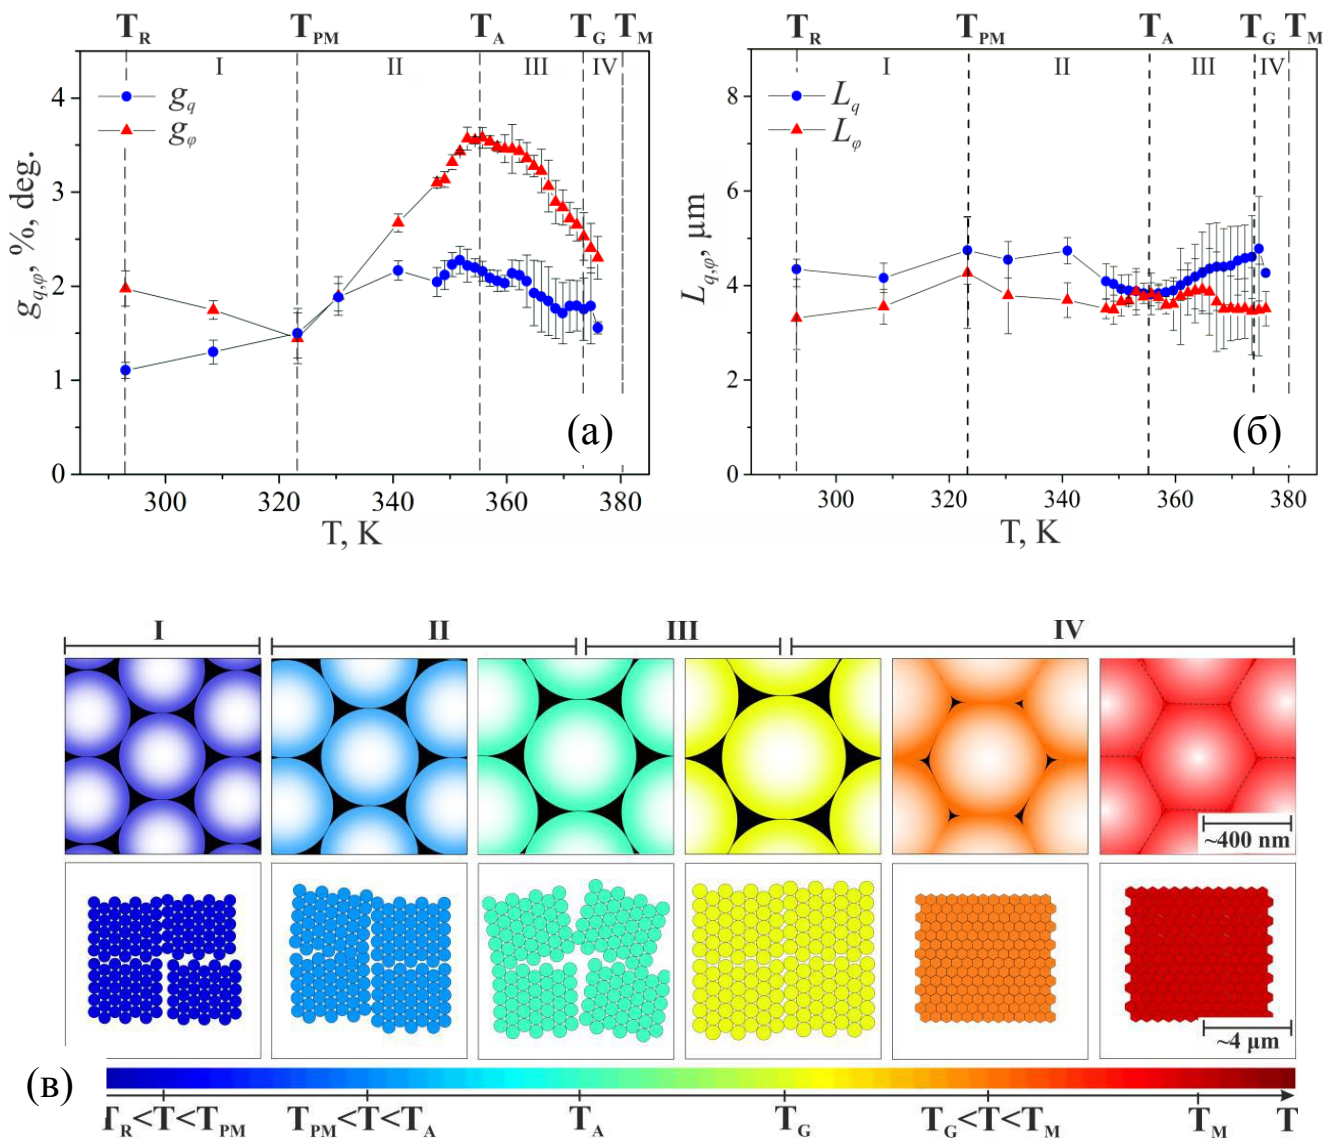 T_R T_PM T_A T_G T_M
I II III IV
g_q
g_φ
g_q,φ, %, deg.
4
3
2
1
0
300 320 340 360 380
T, K
(а)
T_R T_PM T_A T_G T_M
I II III IV
L_q
L_φ
L_q,φ, μm
8
6
4
2
0
300 320 340 360 380
T, K
(б)
I II III IV
~400 nm
~4 μm
(в)
T_R<T<T_PM T_PM<T<T_A T_A T_G T_G<T<T_M T_M T